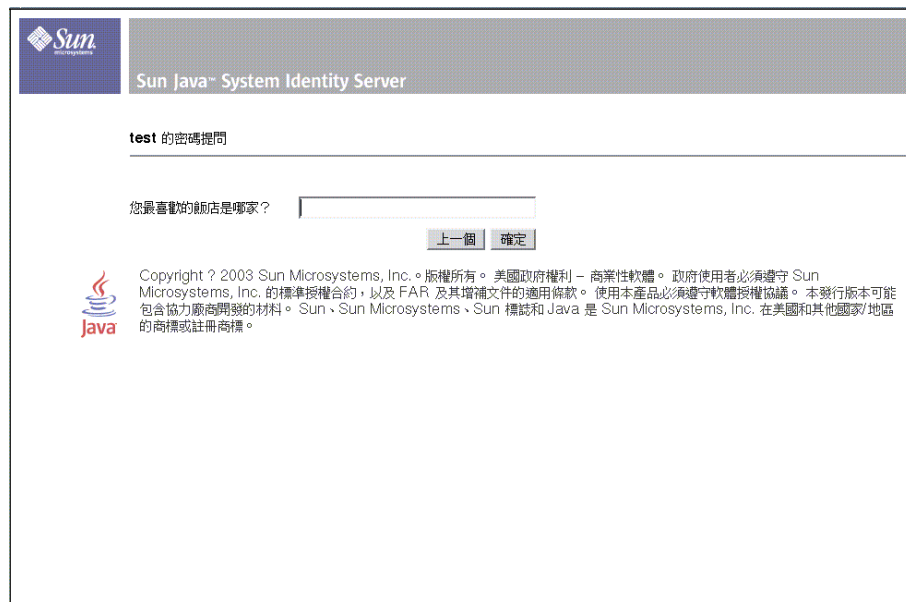 Sun
microsystems
Sun Java™ System Identity Server
test 的密碼提問
您最喜歡的飯店是哪家？
上一個 確定
Copyright ? 2003 Sun Microsystems, Inc.。版權所有。 美國政府權利 – 商業性軟體。 政府使用者必須遵守 Sun
Microsystems, Inc. 的標準授權合約，以及 FAR 及其增補文件的適用條款。 使用本產品必須遵守軟體授權協議。 本發行版本可能
包含協力廠商開發的材料。 Sun、Sun Microsystems、Sun 標誌和 Java 是 Sun Microsystems, Inc. 在美國和其他國家/地區
的商標或註冊商標。
Java